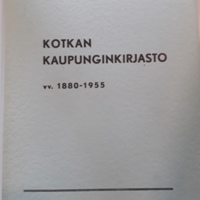 KOTKAN
KAUPUNGINKIRJASTO
vv. 1880-1955